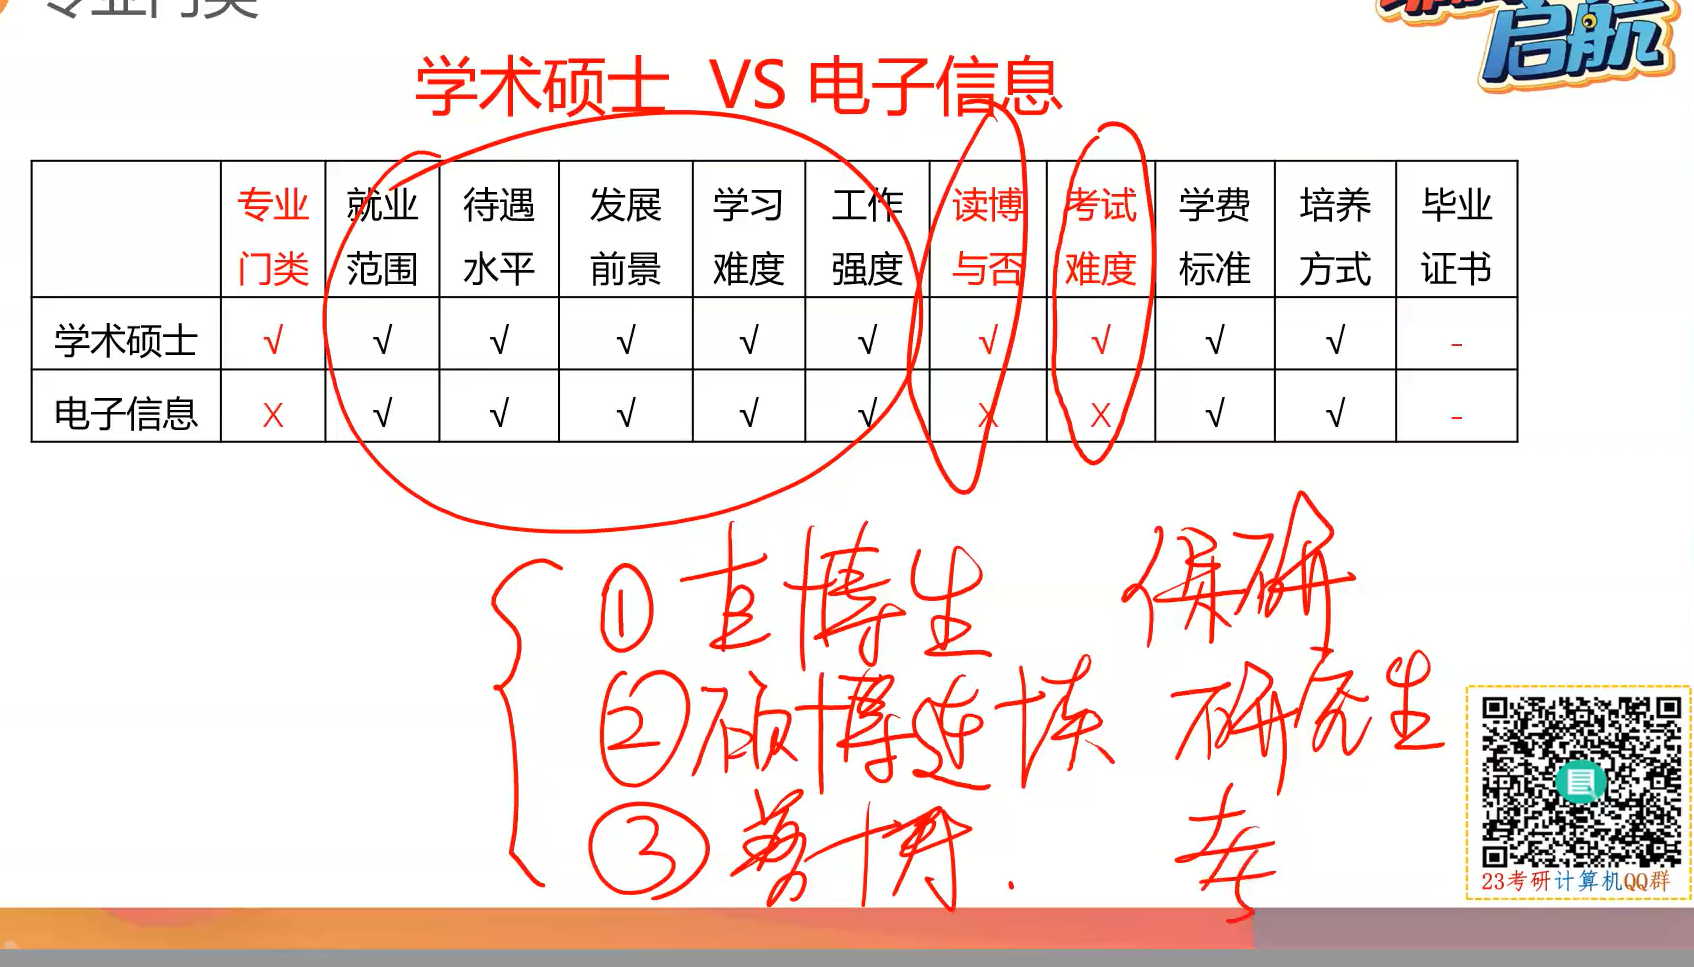 专业门类
启航
学术硕士 VS 电子信息
专业门类 就业范围 待遇水平 发展前景 学习难度 工作强度 读博与否 考试难度 学费标准 培养方式 毕业证书
学术硕士 √ √ √ √ √ √ √ √ √ √ -
电子信息 X √ √ √ √ √ X X √ √ -
① 直博生 保研
② 硕博连读 研究生
③ 考博. 专
23考研计算机QQ群